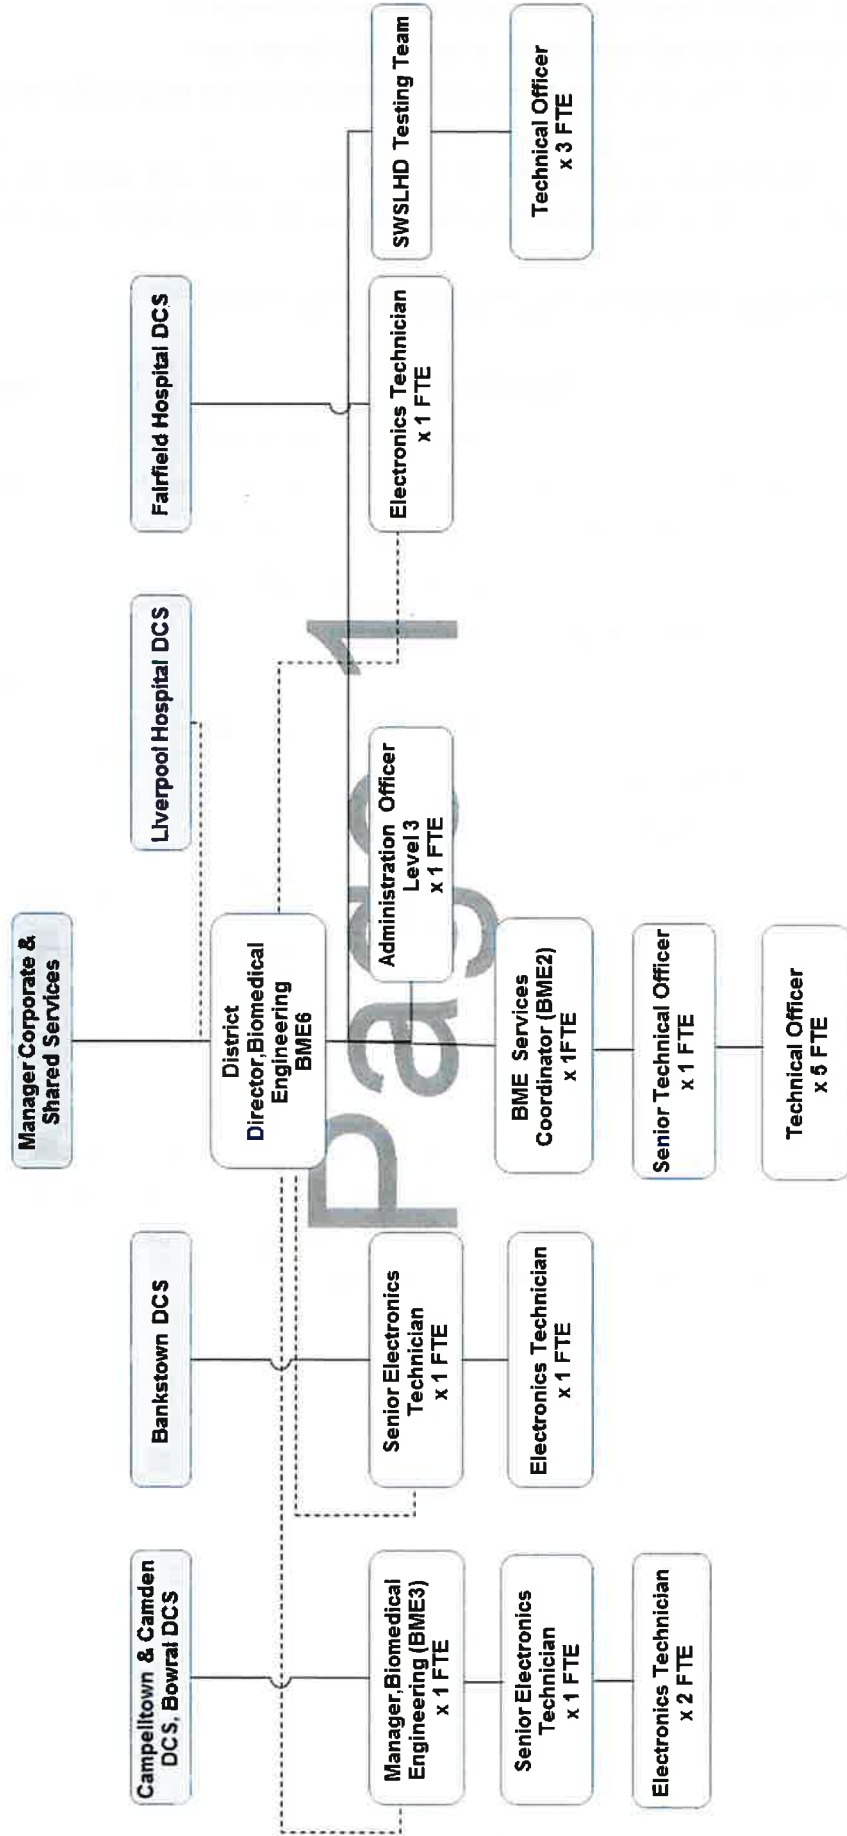 Manager Corporate &
Shared Services
Campelltown & Camden
DCS, Bowral DCS
Bankstown DCS
Liverpool Hospital DCS
Fairfield Hospital DCS
District
Director,Biomedical
Engineering
BME6
Manager,Biomedical
Engineering (BME3)
x 1 FTE
Senior Electronics
Technician
x 1 FTE
Administration Officer
Level 3
x 1 FTE
Electronics Technician
x 1 FTE
SWSLHD Testing Team
Senior Electronics
Technician
x 1 FTE
Electronics Technician
x 1 FTE
BME Services
Coordinator (BME2)
x 1FTE
Technical Officer
x 3 FTE
Electronics Technician
x 2 FTE
Senior Technical Officer
x 1 FTE
Technical Officer
x 5 FTE
Page 1